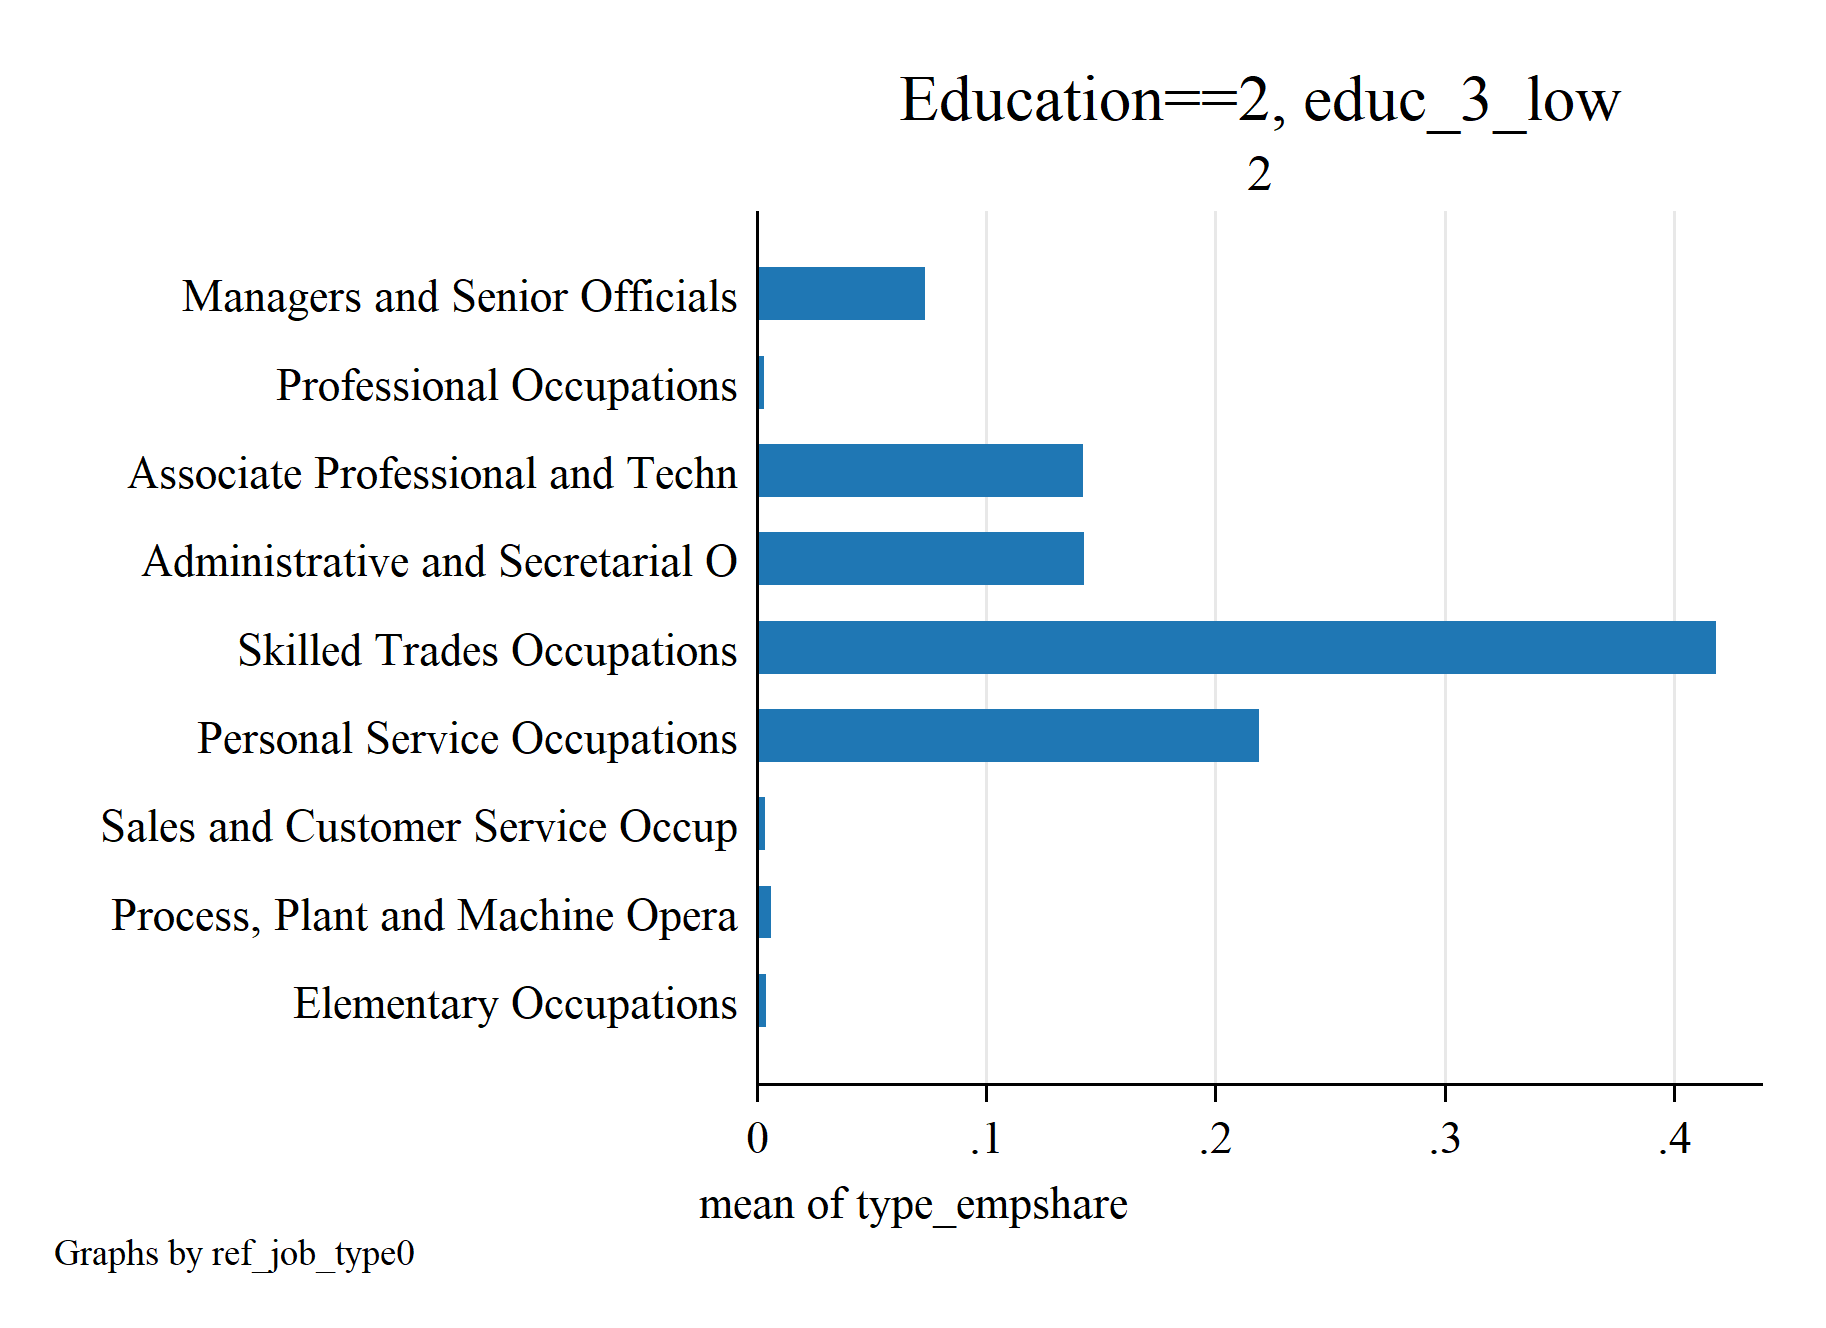 Education==2, educ_3_low
2
Managers and Senior Officials
Professional Occupations
Associate Professional and Techn
Administrative and Secretarial O
Skilled Trades Occupations
Personal Service Occupations
Sales and Customer Service Occup
Process, Plant and Machine Opera
Elementary Occupations
0 .1 .2 .3 .4
mean of type_empshare
Graphs by ref_job_type0